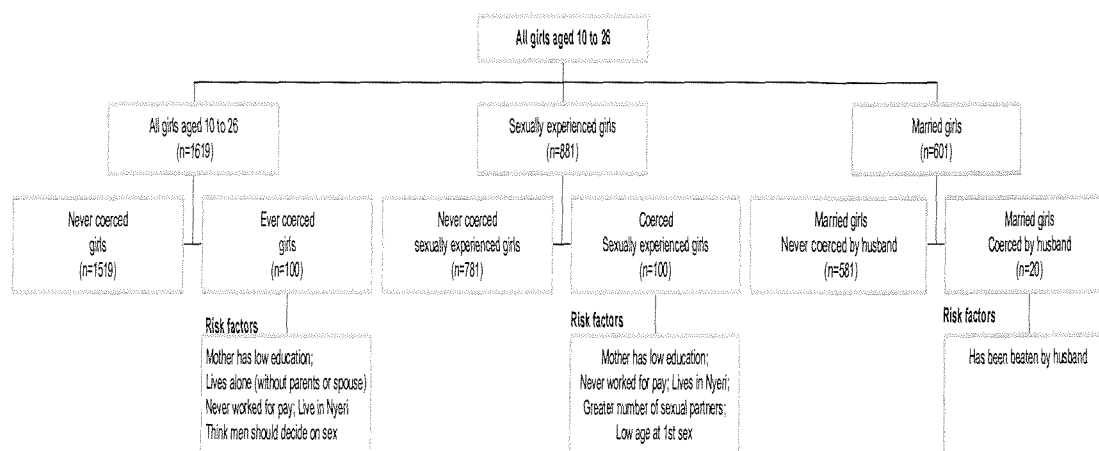 All girls aged 10 to 26
All girls aged 10 to 26
(n=1619)
Sexually experienced girls
(n=881)
Married girls
(n=601)
Never coerced
girls
(n=1519)
Ever coerced
girls
(n=100)
Never coerced
sexually experienced girls
(n=781)
Coerced
Sexually experienced girls
(n=100)
Married girls
Never coerced by husband
(n=581)
Married girls
Coerced by husband
(n=20)
Risk factors
Mother has low education;
Lives alone (without parents or spouse)
Never worked for pay; Live in Nyeri
Think men should decide on sex
Risk factors
Mother has low education;
Never worked for pay; Lives in Nyeri;
Greater number of sexual partners;
Low age at 1st sex
Risk factors
Has been beaten by husband